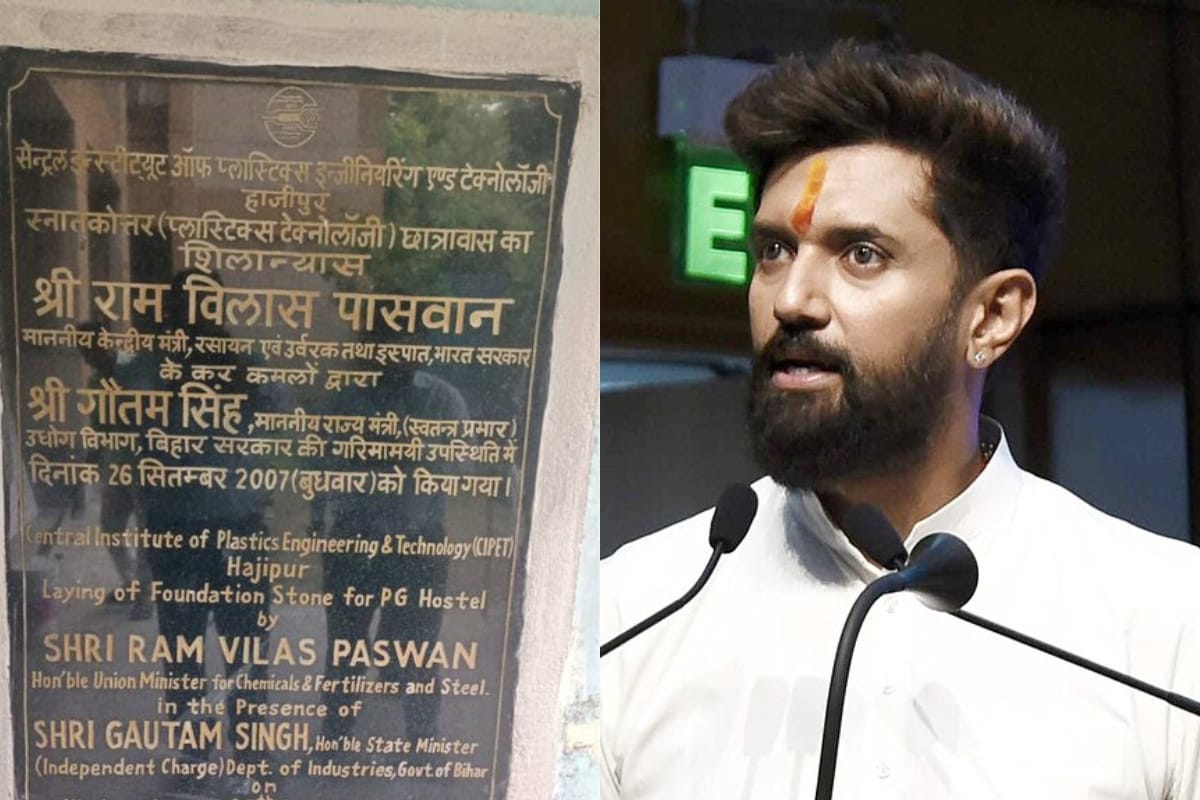 सेन्ट्रल इन्स्टीट्यूट ऑफ प्लास्टिक्स इन्जीनियरिंग एण्ड टेक्नोलॉजी
हाजीपुर
स्नातकोत्तर (प्लास्टिक्स टेक्नोलॉजी) छात्रावास का
शिलान्यास
श्री राम विलास पासवान
माननीय केन्द्रीय मंत्री, रसायन एवं उर्वरक तथा इस्पात, भारत सरकार
के कर कमलों द्वारा
श्री गौतम सिंह, माननीय राज्य मंत्री, (स्वतन्त्र प्रभार)
उधोग विभाग, बिहार सरकार की गरिमामयी उपस्थिति में
दिनांक 26 सितम्बर 2007 (बुधवार) को किया गया।
Central Institute of Plastics Engineering & Technology (CIPET)
Hajipur
Laying of Foundation Stone for PG Hostel
by
SHRI RAM VILAS PASWAN
Hon'ble Union Minister for Chemicals & Fertilizers and Steel.
in the Presence of
SHRI GAUTAM SINGH, Hon'ble State Minister
(Independent Charge) Dept. of Industries, Govt. of Bihar
on
E